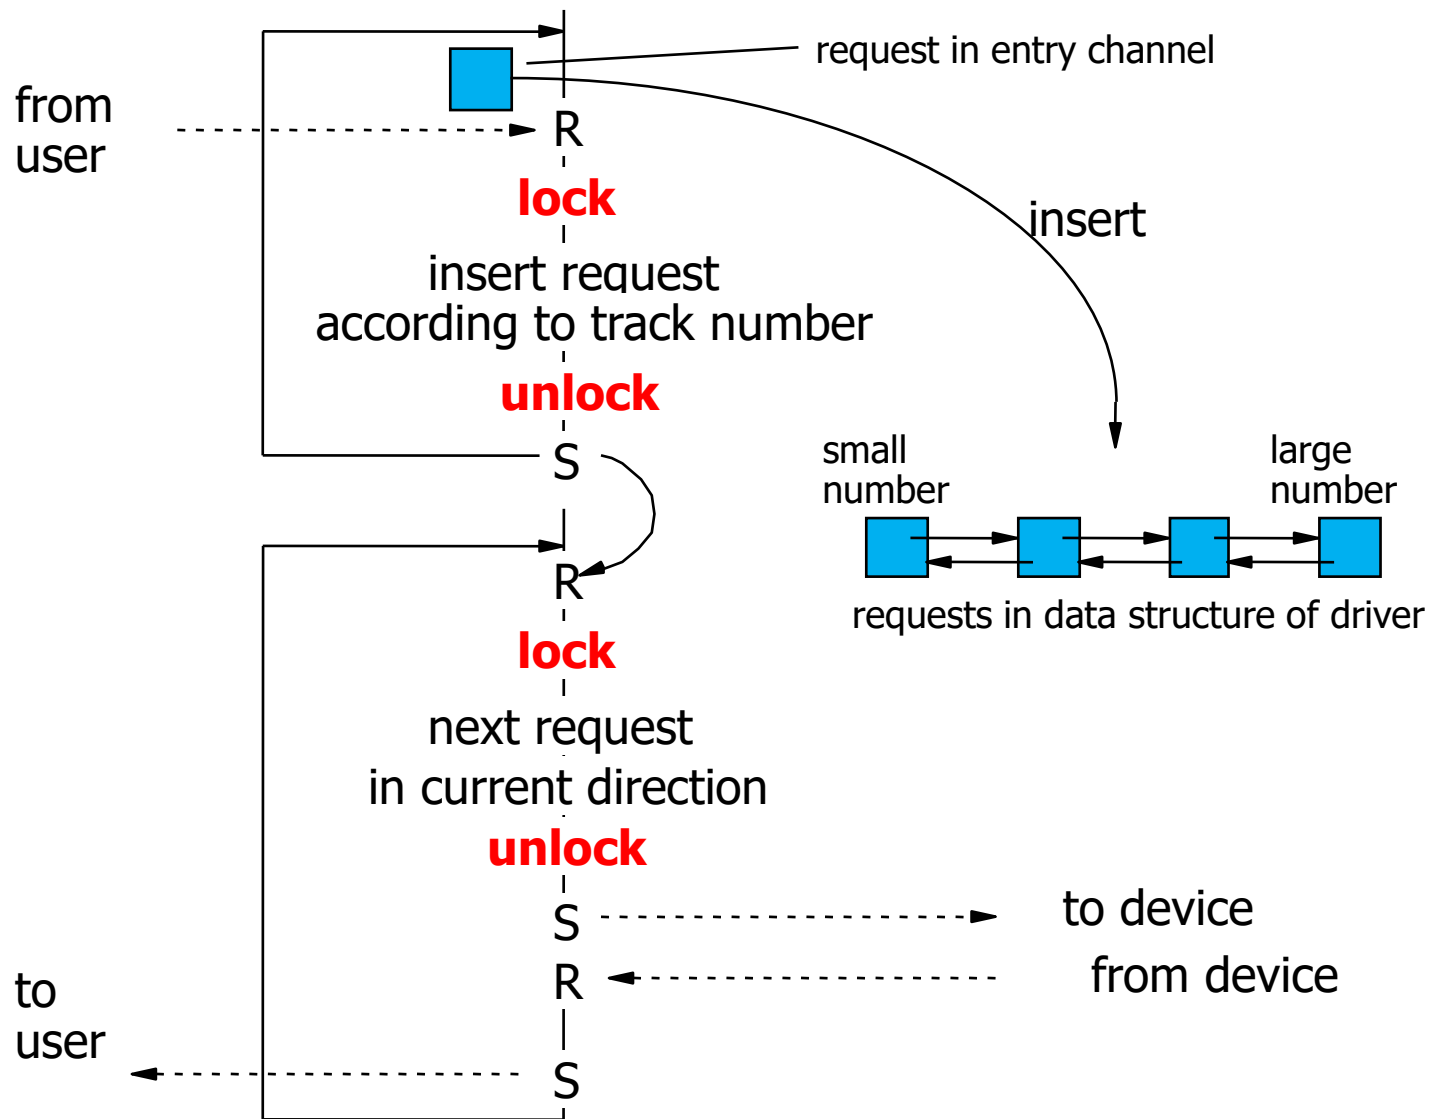 request in entry channel
from
user
R
lock
insert
insert request
according to track number
unlock
S
small
number
large
number
R
requests in data structure of driver
lock
next request
in current direction
unlock
S
to device
R
from device
to
user
S